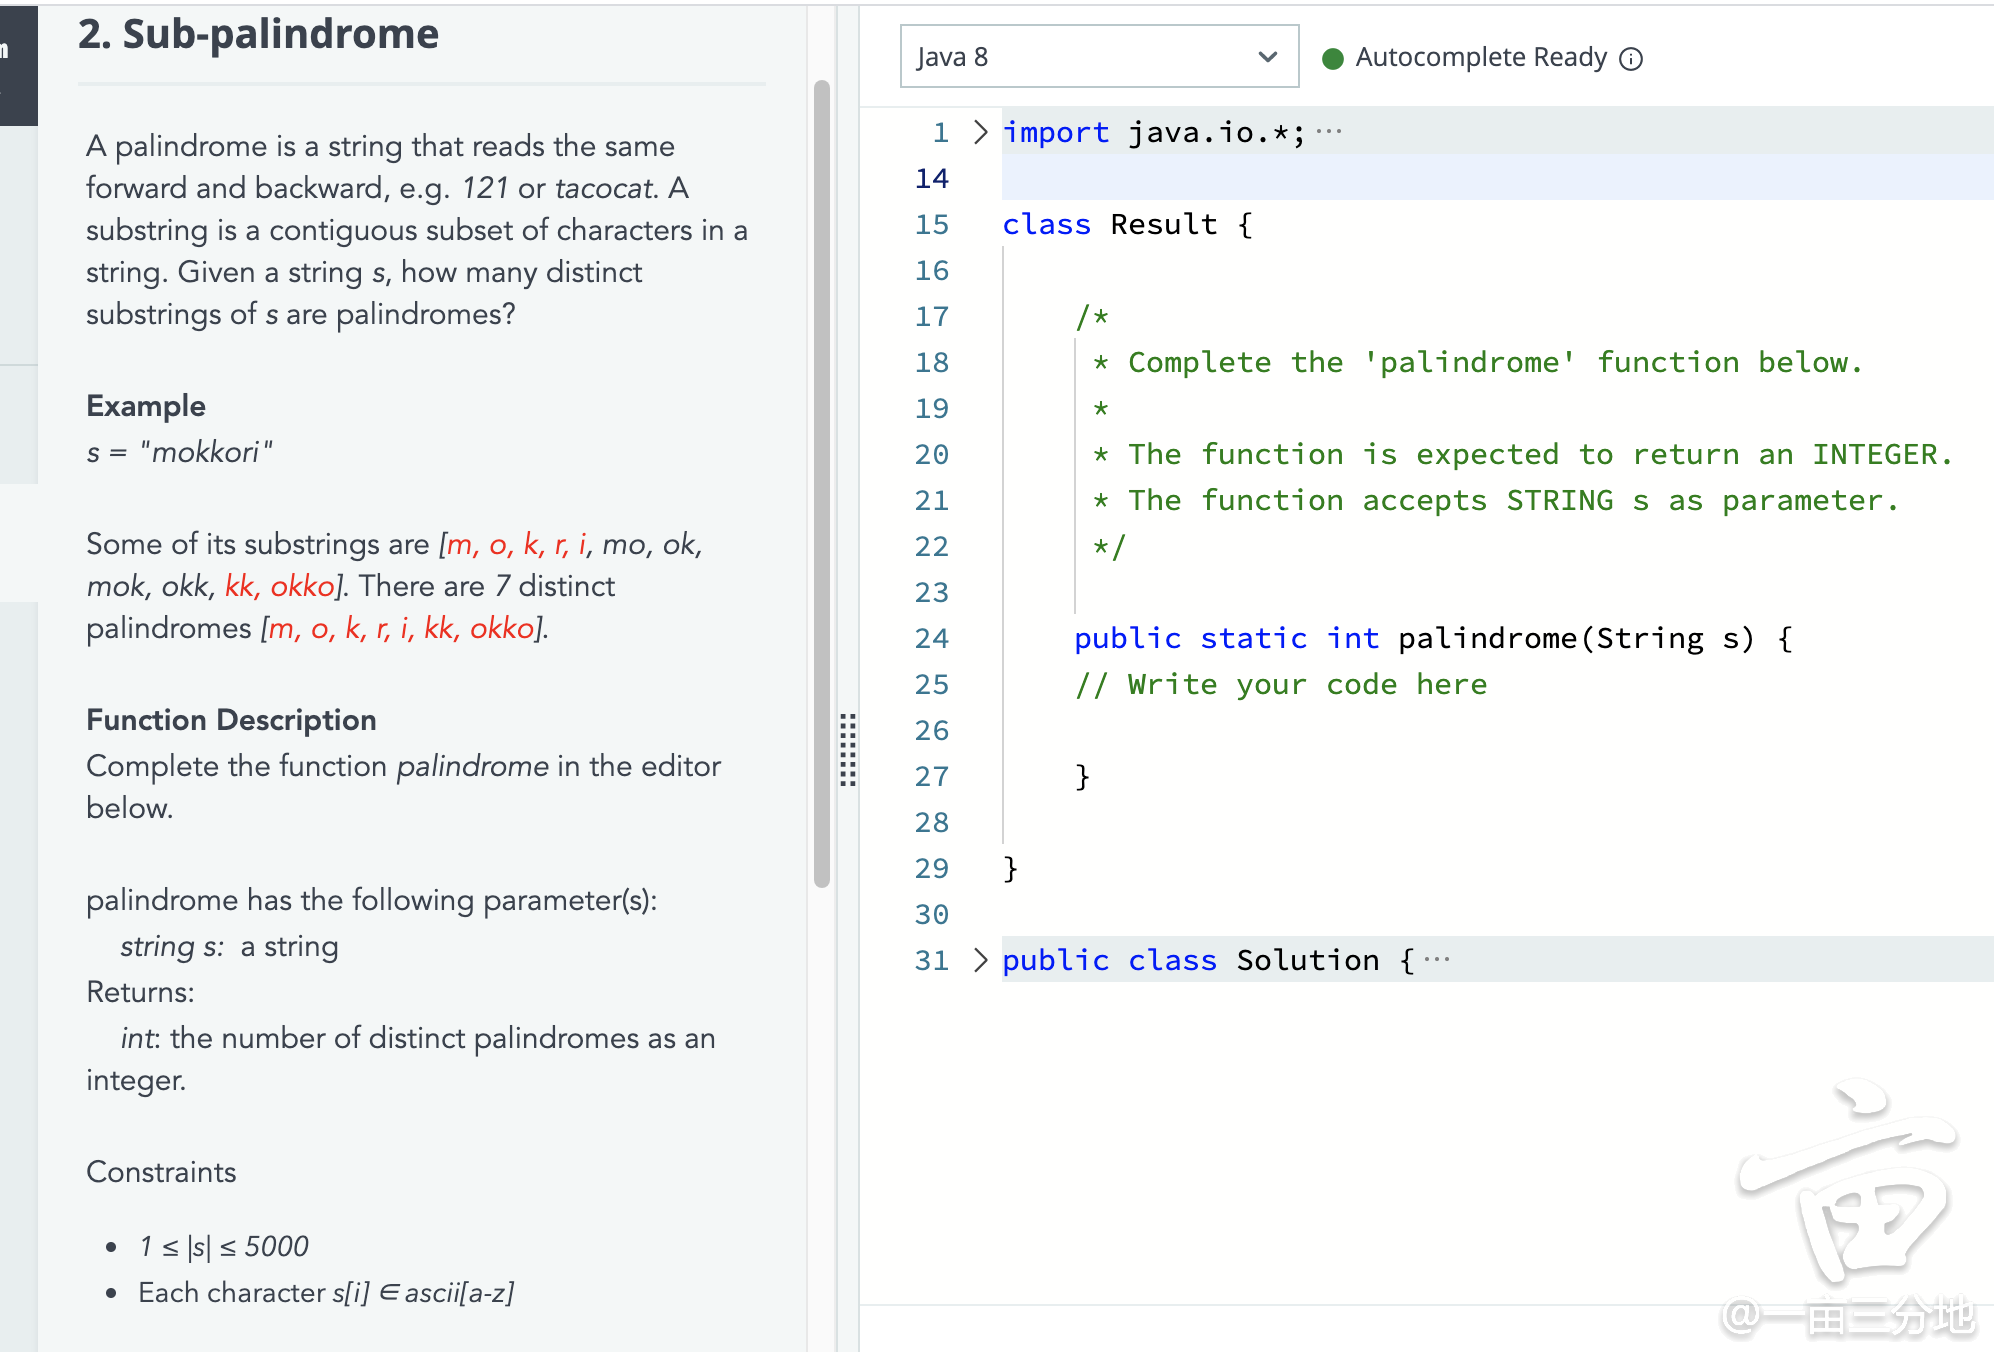 2. Sub-palindrome
A palindrome is a string that reads the same
forward and backward, e.g. 121 or tacocat. A
substring is a contiguous subset of characters in a
string. Given a string s, how many distinct
substrings of s are palindromes?
Example
s = "mokkori"
Some of its substrings are [m, o, k, r, i, mo, ok,
mok, okk, kk, okko]. There are 7 distinct
palindromes [m, o, k, r, i, kk, okko].
Function Description
Complete the function palindrome in the editor
below.
palindrome has the following parameter(s):
string s: a string
Returns:
int: the number of distinct palindromes as an
integer.
Constraints
• 1 ≤ |s| ≤ 5000
• Each character s[i] ∈ ascii[a-z]
Java 8
Autocomplete Ready
1 import java.io.*; ...
14
15 class Result {
16
17 /*
18 * Complete the 'palindrome' function below.
19 *
20 * The function is expected to return an INTEGER.
21 * The function accepts STRING s as parameter.
22 */
23
24 public static int palindrome(String s) {
25 // Write your code here
26
27 }
28
29 }
30
31 public class Solution { ...
亩
@一亩三分地